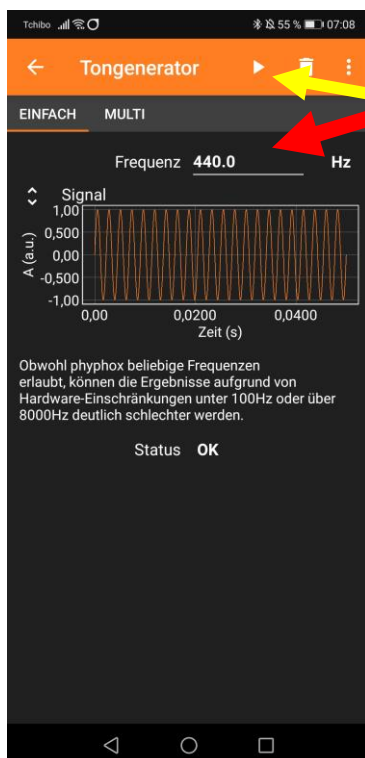 Tchibo 55 % 07:08
Tongenerator
EINFACH MULTI
Frequenz 440.0 Hz
Signal
1,00
0,500
0,00
-0,500
-1,00
A (a.u.)
0,00 0,0200 0,0400
Zeit (s)
Obwohl phyphox beliebige Frequenzen
erlaubt, können die Ergebnisse aufgrund von
Hardware-Einschränkungen unter 100Hz oder über
8000Hz deutlich schlechter werden.
Status OK